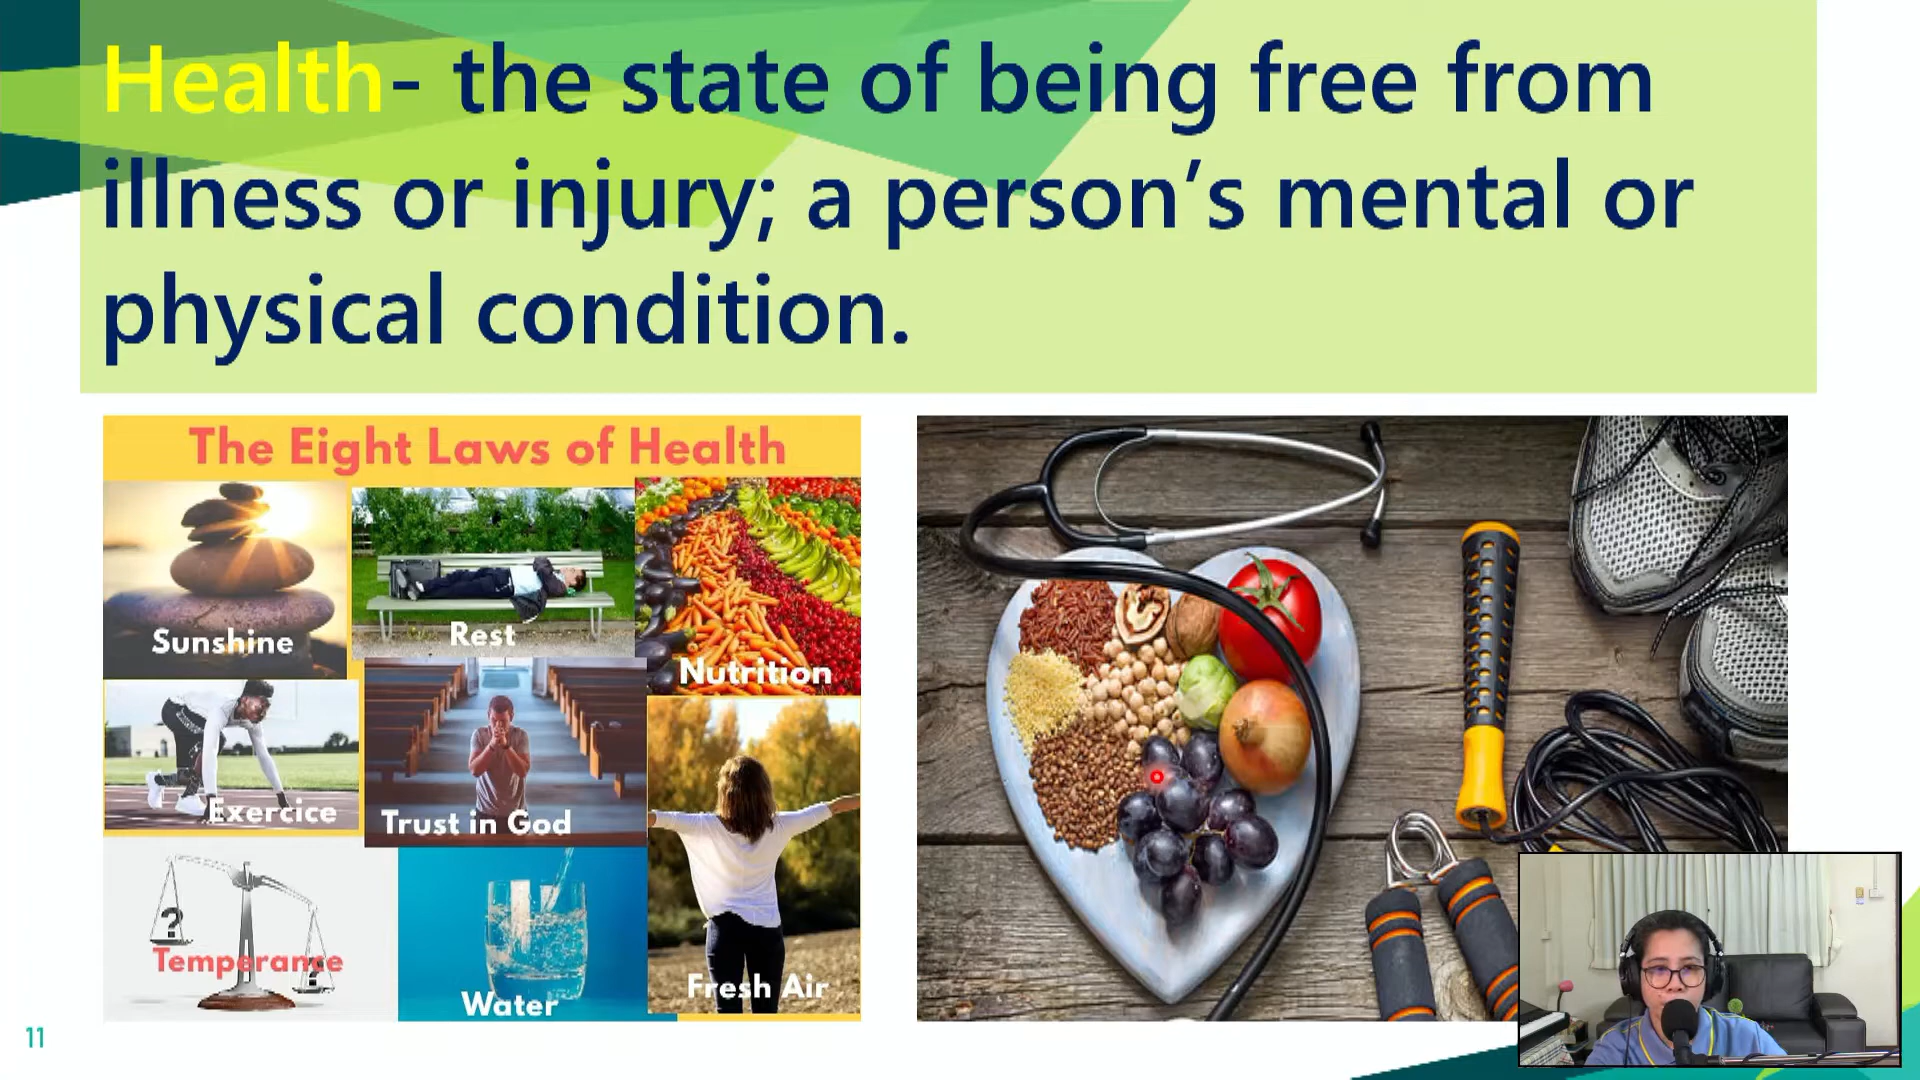 Health- the state of being free from
illness or injury; a person’s mental or
physical condition.
The Eight Laws of Health
Sunshine
Rest
Nutrition
Exercice
Trust in God
Temperance
?
Water
Fresh Air
11